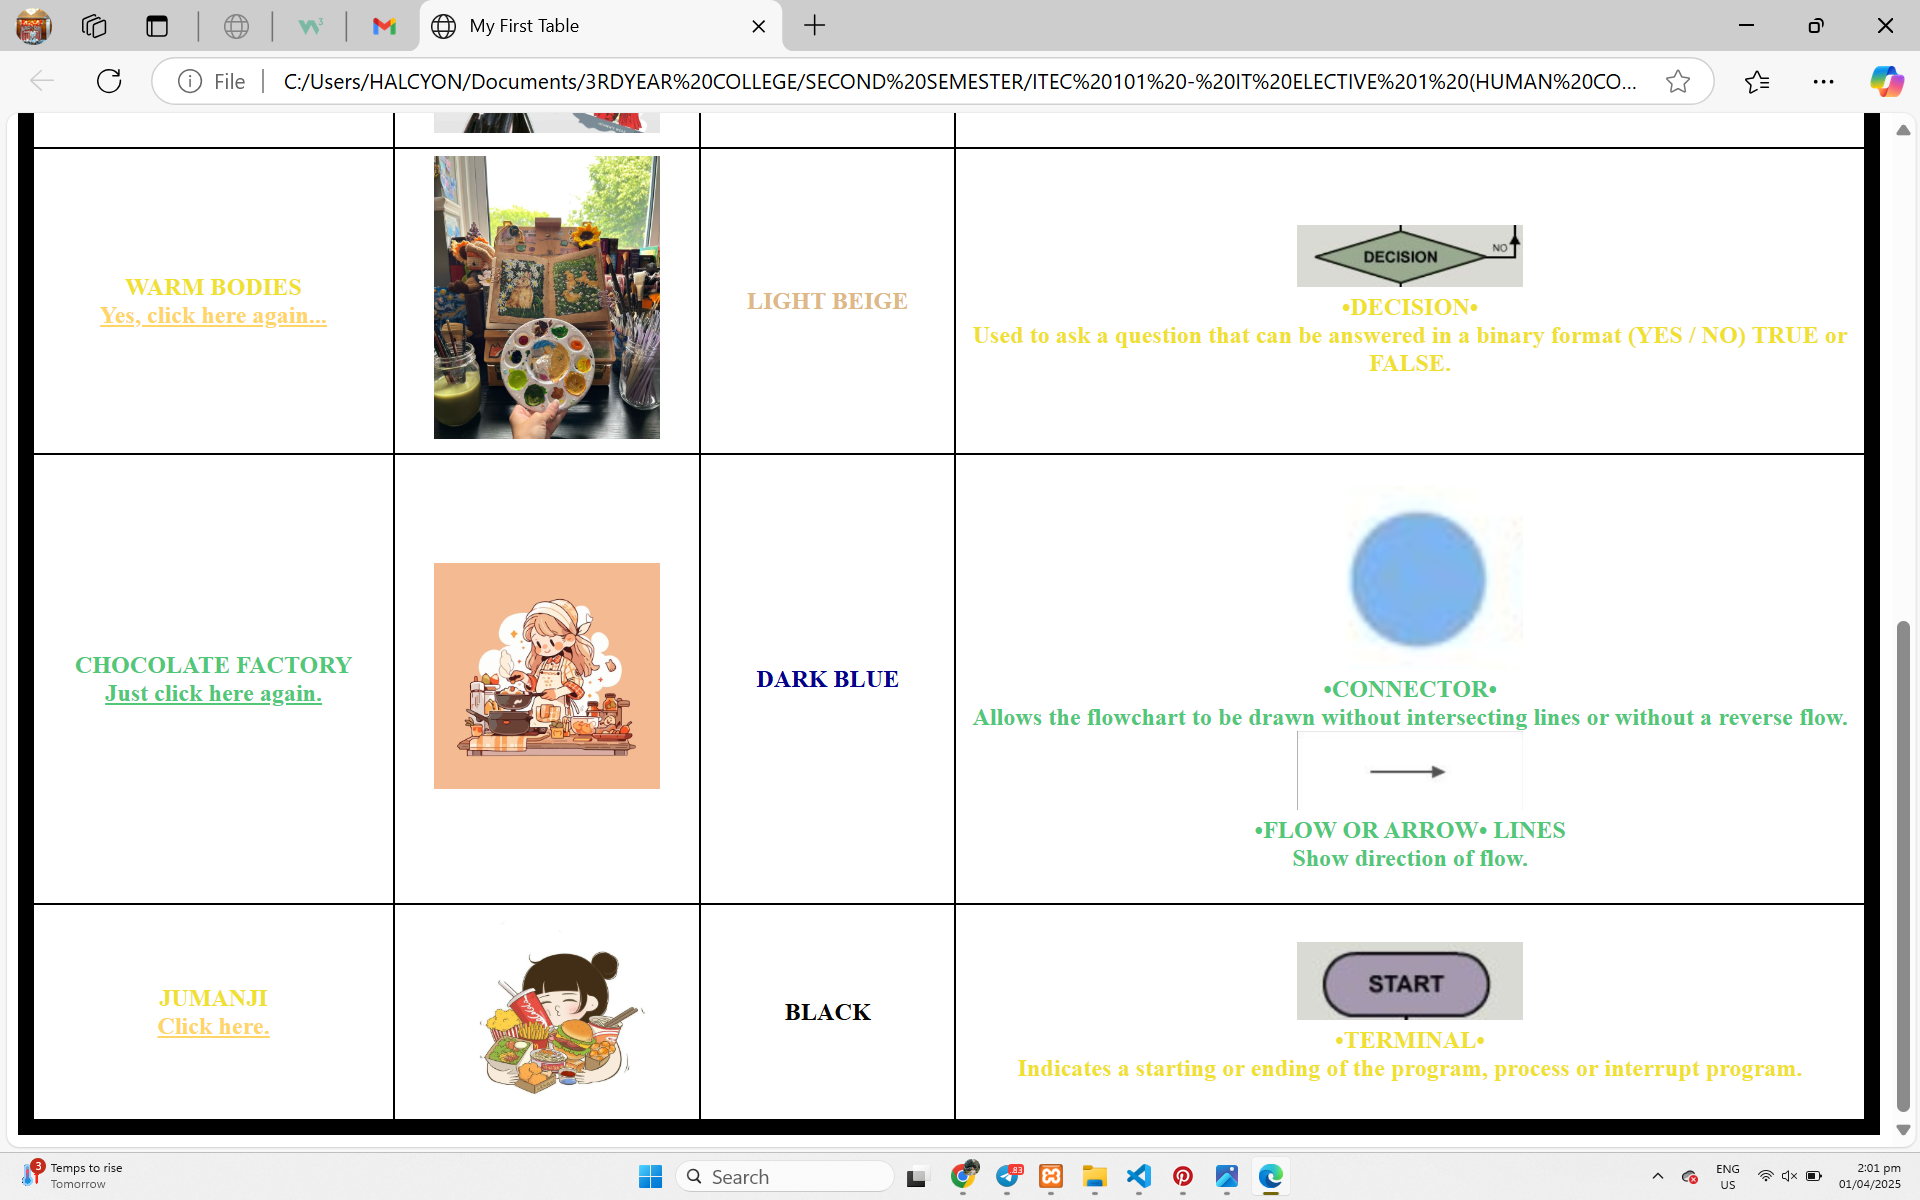 My First Table
File
C:/Users/HALCYON/Documents/3RDYEAR%20COLLEGE/SECOND%20SEMESTER/ITEC%20101%20-%20IT%20ELECTIVE%201%20(HUMAN%20CO...
WARM BODIES
Yes, click here again...
LIGHT BEIGE
DECISION
NO
•DECISION•
Used to ask a question that can be answered in a binary format (YES / NO) TRUE or
FALSE.
CHOCOLATE FACTORY
Just click here again.
DARK BLUE
•CONNECTOR•
Allows the flowchart to be drawn without intersecting lines or without a reverse flow.
•FLOW OR ARROW• LINES
Show direction of flow.
JUMANJI
Click here.
BLACK
START
•TERMINAL•
Indicates a starting or ending of the program, process or interrupt program.
3
Temps to rise
Tomorrow
Search
83
ENG
US
2:01 pm
01/04/2025